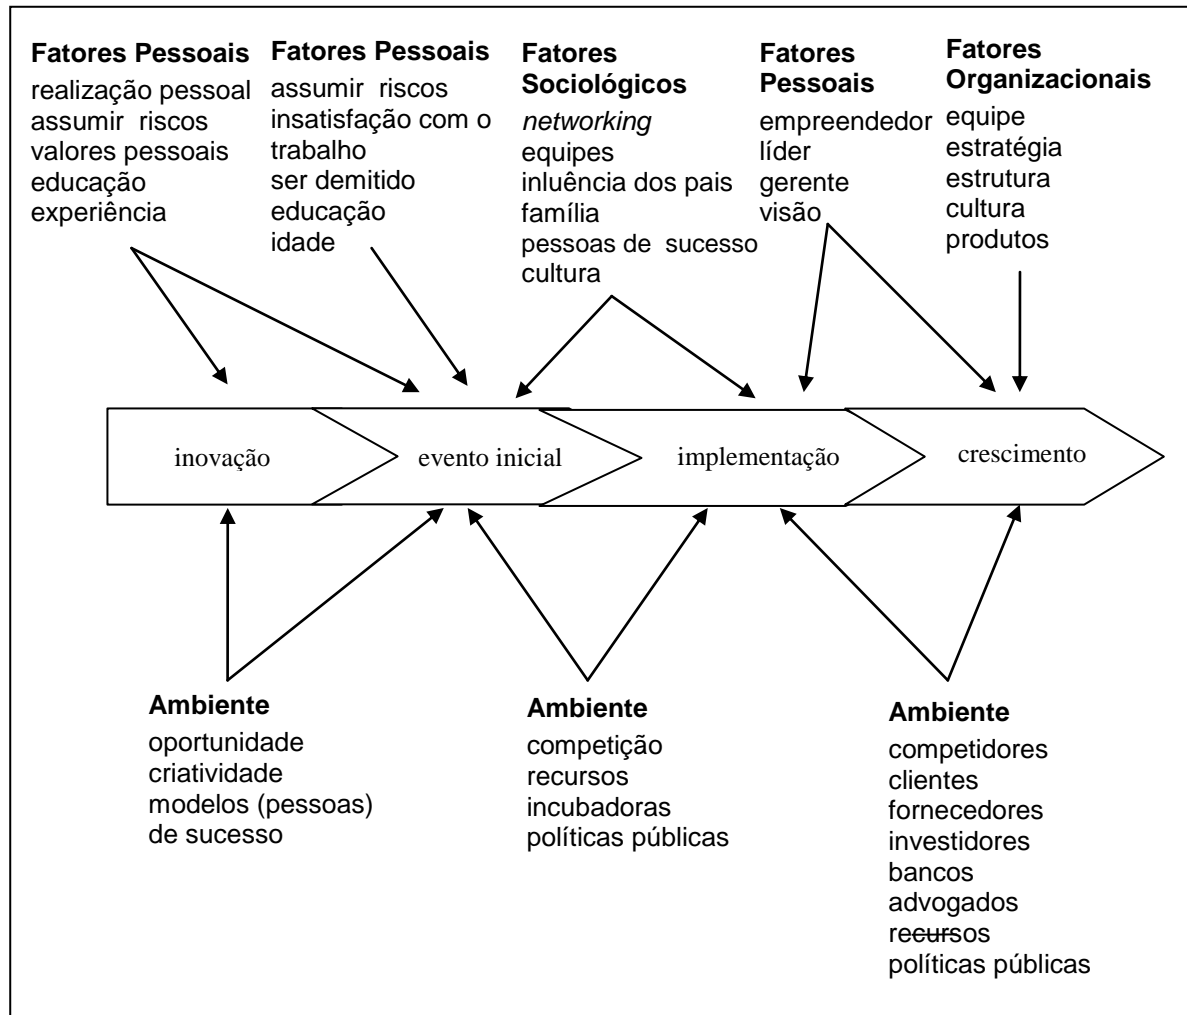 Fatores Pessoais
realização pessoal
assumir riscos
valores pessoais
educação
experiência
Fatores Pessoais
assumir riscos
insatisfação com o
trabalho
ser demitido
educação
idade
Fatores
Sociológicos
networking
equipes
inluência dos pais
família
pessoas de sucesso
cultura
Fatores
Pessoais
empreendedor
líder
gerente
visão
Fatores
Organizacionais
equipe
estratégia
estrutura
cultura
produtos
inovação
evento inicial
implementação
crescimento
Ambiente
oportunidade
criatividade
modelos (pessoas)
de sucesso
Ambiente
competição
recursos
incubadoras
políticas públicas
Ambiente
competidores
clientes
fornecedores
investidores
bancos
advogados
recursos
políticas públicas